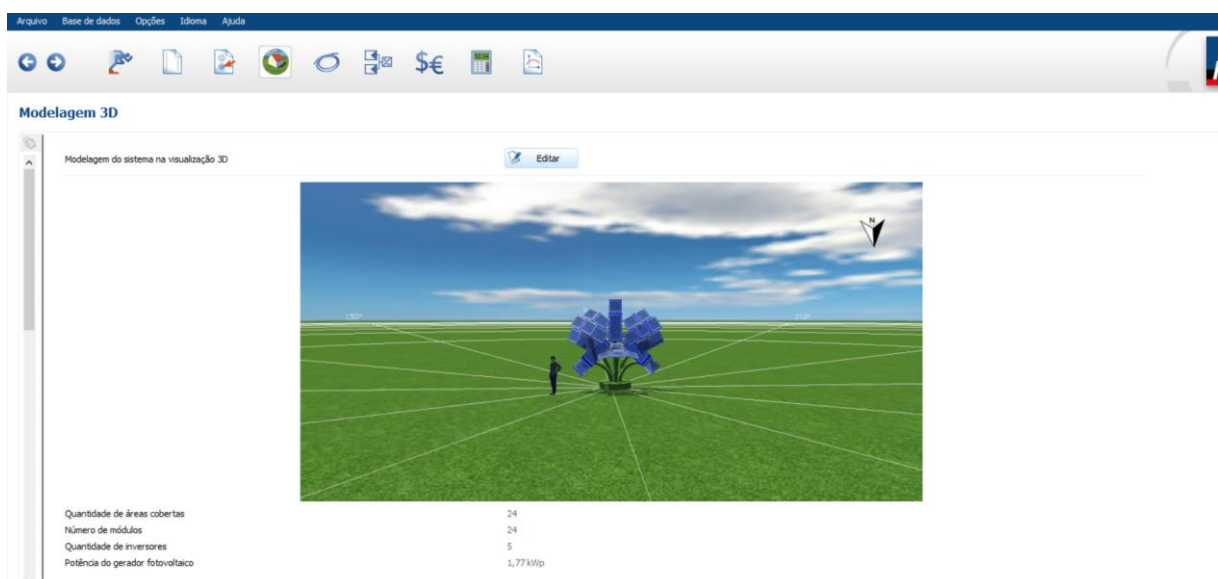 Arquivo Base de dados Opções Idioma Ajuda
$€
Modelagem 3D
Modelagem do sistema na visualização 3D Editar
N
150°
Quantidade de áreas cobertas 24
Número de módulos 24
Quantidade de inversores 5
Potência do gerador fotovoltaico 1,77 kWp